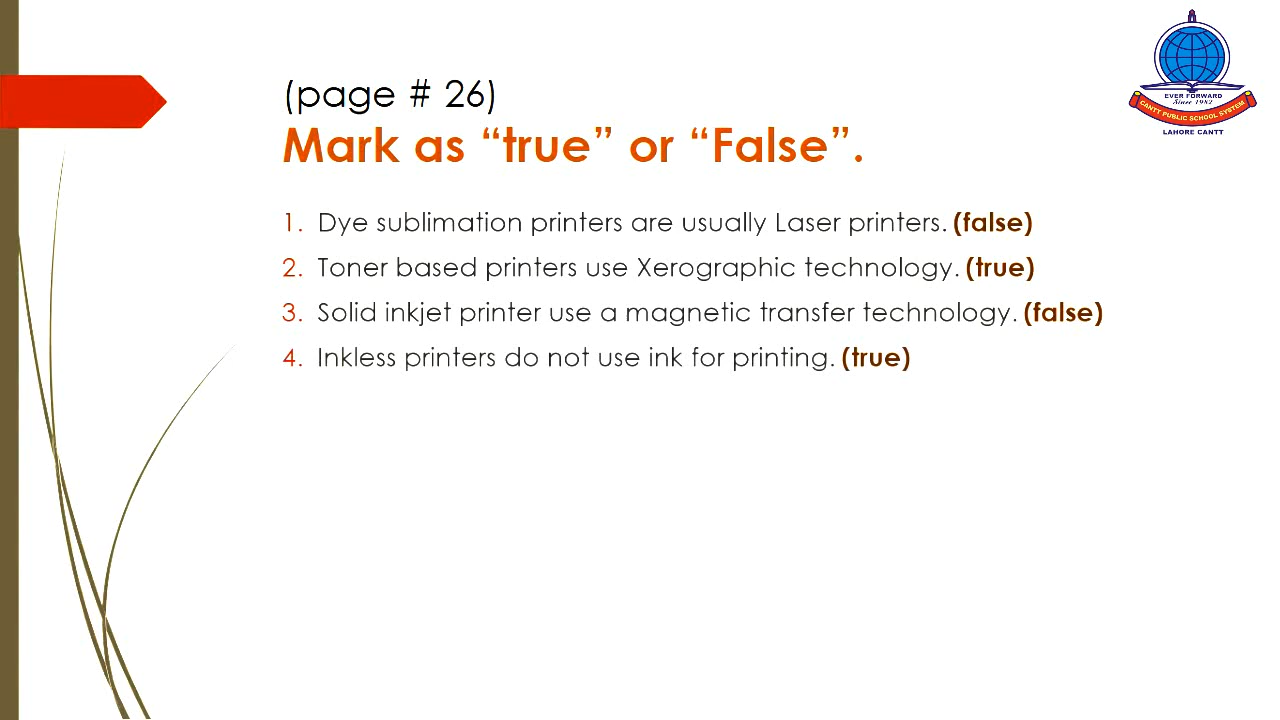 EVER FORWARD
Since 1982
CANTT PUBLIC SCHOOL SYSTEM
LAHORE CANTT
(page # 26)
Mark as “true” or “False”.
1. Dye sublimation printers are usually Laser printers. (false)
2. Toner based printers use Xerographic technology. (true)
3. Solid inkjet printer use a magnetic transfer technology. (false)
4. Inkless printers do not use ink for printing. (true)